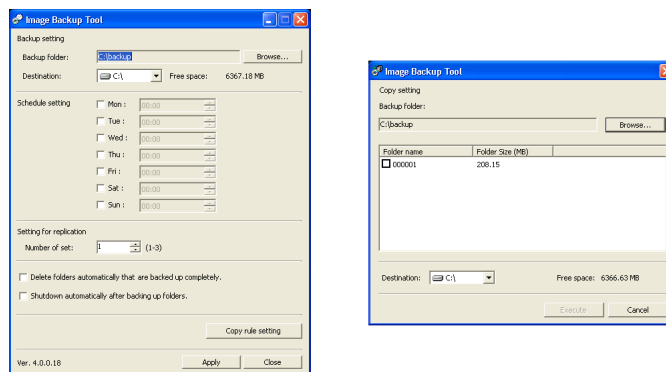 Image Backup Tool
Backup setting
Backup folder: C:\backup Browse...
Destination: C:\ Free space: 6367.18 MB
Schedule setting Mon : 00:00
Tue : 00:00
Wed : 00:00
Thu : 00:00
Fri : 00:00
Sat : 00:00
Sun : 00:00
Setting for replication
Number of set: 1 (1-3)
Delete folders automatically that are backed up completely.
Shutdown automatically after backing up folders.
Copy rule setting
Ver. 4.0.0.18 Apply Close
Image Backup Tool
Copy setting
Backup folder:
C:\backup Browse...
Folder name Folder Size (MB)
000001 208.15
Destination: C:\ Free space: 6366.63 MB
Execute Cancel